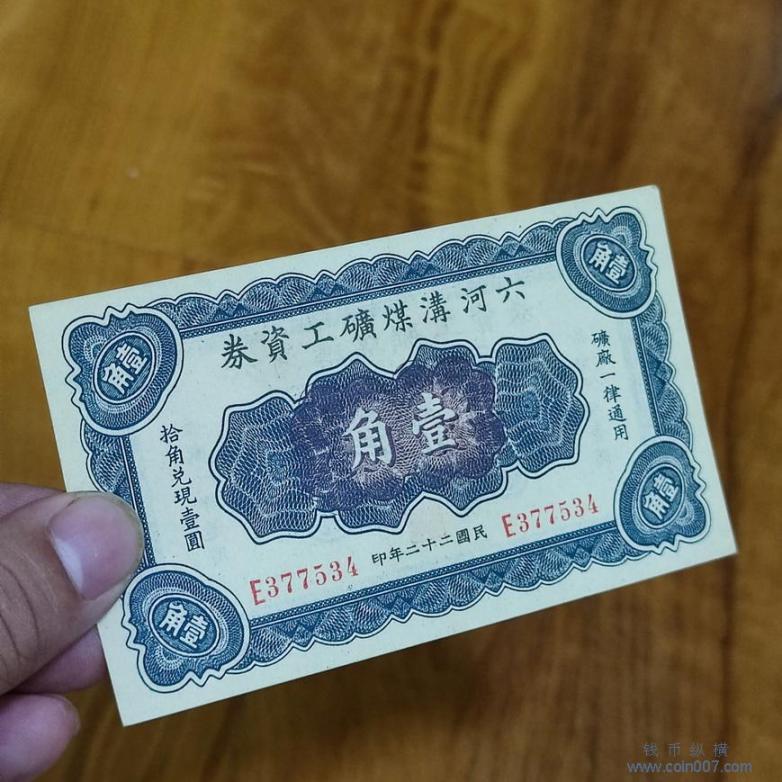 六河溝煤礦工資券
壹角
壹角
礦廠一律通用
壹角
拾角兌現壹圓
E377534
民國二十二年印
E377534
壹角
壹角
钱币纵横
www.coin007.com